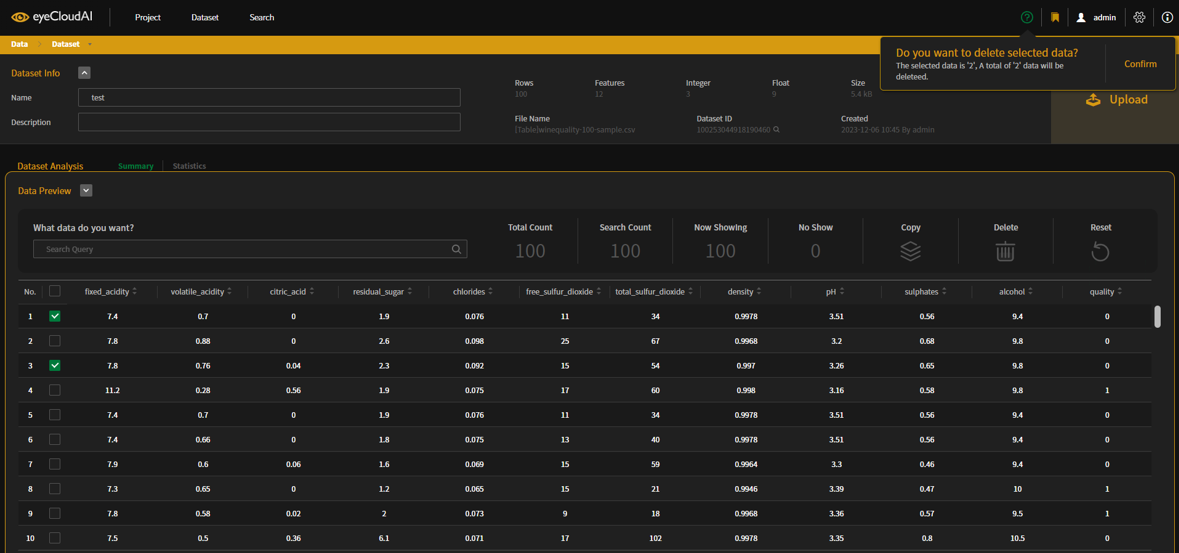 eyeCloudAI
Project Dataset Search
admin
Data > Dataset
Do you want to delete selected data?
The selected data is '2', A total of '2' data will be
deleteed.
Confirm
Dataset Info
Name test
Description
Rows Features Integer Float Size
100 12 3 9 5.4 kB
File Name Dataset ID Created
[Table]winequality-100-sample.csv 100253044918190460 2023-12-06 10:45 By admin
Upload
Dataset Analysis Summary Statistics
Data Preview
What data do you want?
Search Query
Total Count Search Count Now Showing No Show Copy Delete Reset
100 100 100 0
No. fixed_acidity volatile_acidity citric_acid residual_sugar chlorides free_sulfur_dioxide total_sulfur_dioxide density pH sulphates alcohol quality
1 7.4 0.7 0 1.9 0.076 11 34 0.9978 3.51 0.56 9.4 0
2 7.8 0.88 0 2.6 0.098 25 67 0.9968 3.2 0.68 9.8 0
3 7.8 0.76 0.04 2.3 0.092 15 54 0.997 3.26 0.65 9.8 0
4 11.2 0.28 0.56 1.9 0.075 17 60 0.998 3.16 0.58 9.8 1
5 7.4 0.7 0 1.9 0.076 11 34 0.9978 3.51 0.56 9.4 0
6 7.4 0.66 0 1.8 0.075 13 40 0.9978 3.51 0.56 9.4 0
7 7.9 0.6 0.06 1.6 0.069 15 59 0.9964 3.3 0.46 9.4 0
8 7.3 0.65 0 1.2 0.065 15 21 0.9946 3.39 0.47 10 1
9 7.8 0.58 0.02 2 0.073 9 18 0.9968 3.36 0.57 9.5 1
10 7.5 0.5 0.36 6.1 0.071 17 102 0.9978 3.35 0.8 10.5 0